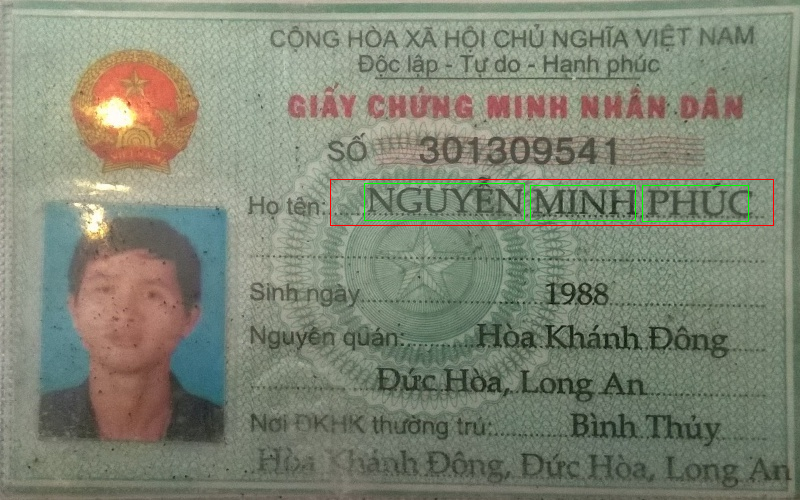 CỘNG HÒA XÃ HỘI CHỦ NGHĨA VIỆT NAM
Độc lập - Tự do - Hạnh phúc
GIẤY CHỨNG MINH NHÂN DÂN
SỐ 301309541
Họ tên: NGUYỄN MINH PHÚC
Sinh ngày 1988
Nguyên quán: Hòa Khánh Đông
Đức Hòa, Long An
Nơi ĐKHK thường trú: Bình Thủy
Hòa Khánh Đông, Đức Hòa, Long An